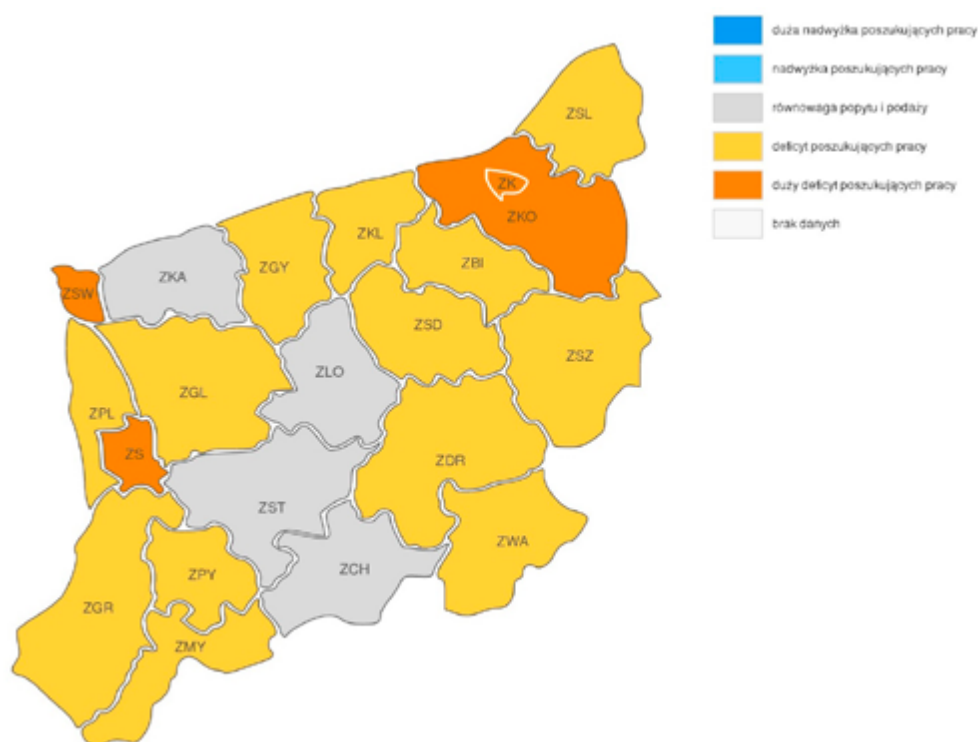 duża nadwyżka poszukujących pracy
nadwyżka poszukujących pracy
równowaga popytu i podaży
deficyt poszukujących pracy
duży deficyt poszukujących pracy
brak danych
ZSL
ZK
ZKO
ZKL
ZGY
ZBI
ZKA
ZSW
ZSD
ZSZ
ZLO
ZGL
ZPL
ZS
ZDR
ZST
ZWA
ZCH
ZPY
ZGR
ZMY